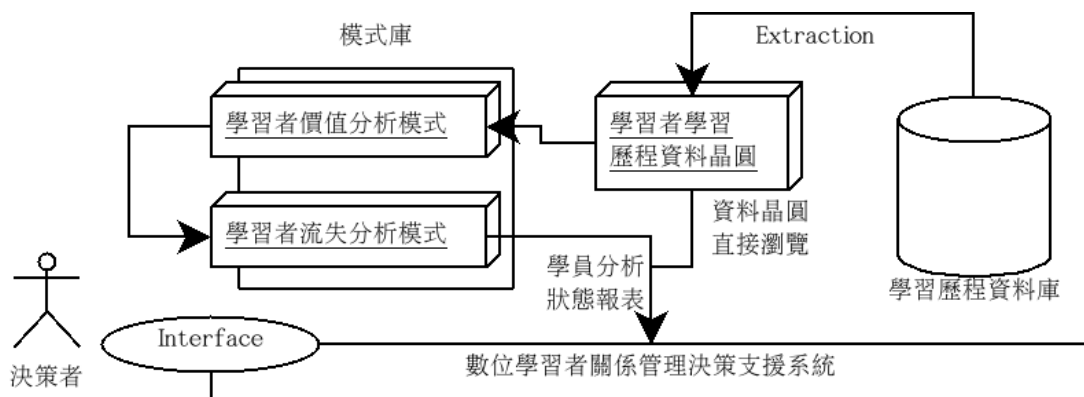 模式庫
Extraction
學習者價值分析模式
學習者學習
歷程資料晶圓
學習者流失分析模式
資料晶圓
直接瀏覽
學員分析
狀態報表
學習歷程資料庫
Interface
決策者
數位學習者關係管理決策支援系統